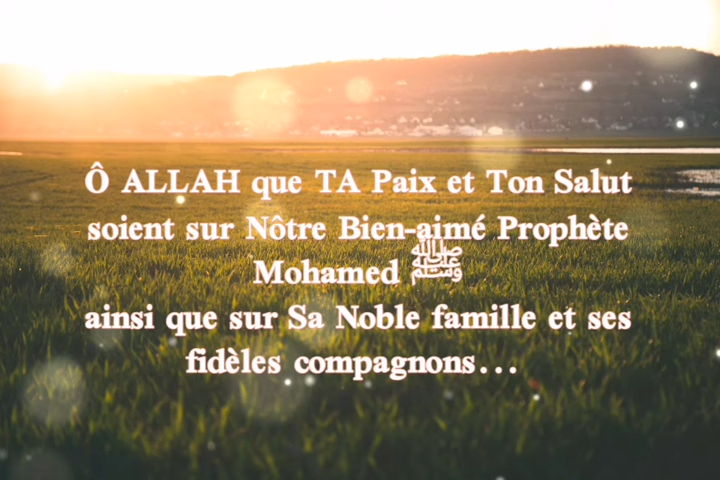 Ô ALLAH que TA Paix et Ton Salut
soient sur Nôtre Bien-aimé Prophète
Mohamed ﷺ
ainsi que sur Sa Noble famille et ses
fidèles compagnons...